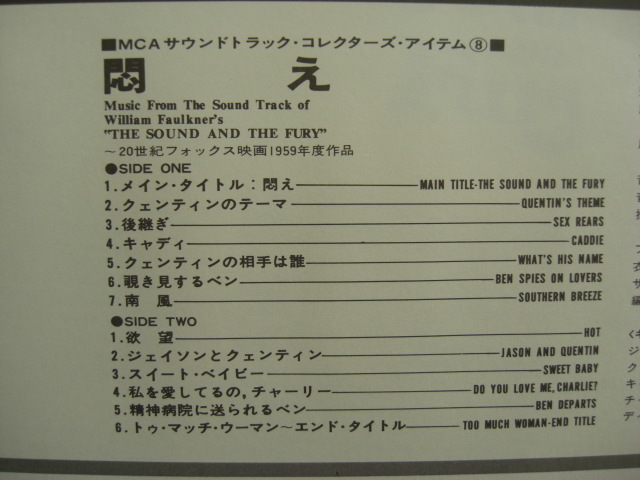 ■MCAサウンドトラック・コレクターズ・アイテム⑧■
悶え
Music From The Sound Track of
William Faulkner's
"THE SOUND AND THE FURY"
～20世紀フォックス映画1959年度作品
●SIDE ONE
1.メイン・タイトル：悶え MAIN TITLE-THE SOUND AND THE FURY
2.クェンティンのテーマ QUENTIN'S THEME
3.後継ぎ SEX REARS
4.キャディ CADDIE
5.クェンティンの相手は誰 WHAT'S HIS NAME
6.覗き見するベン BEN SPIES ON LOVERS
7.南風 SOUTHERN BREEZE
●SIDE TWO
1.欲望 HOT
2.ジェイソンとクェンティン JASON AND QUENTIN
3.スイート・ベイビー SWEET BABY
4.私を愛してるの,チャーリー DO YOU LOVE ME, CHARLIE?
5.精神病院に送られるベン BEN DEPARTS
6.トゥ・マッチ・ウーマン～エンド・タイトル TOO MUCH WOMAN-END TITLE